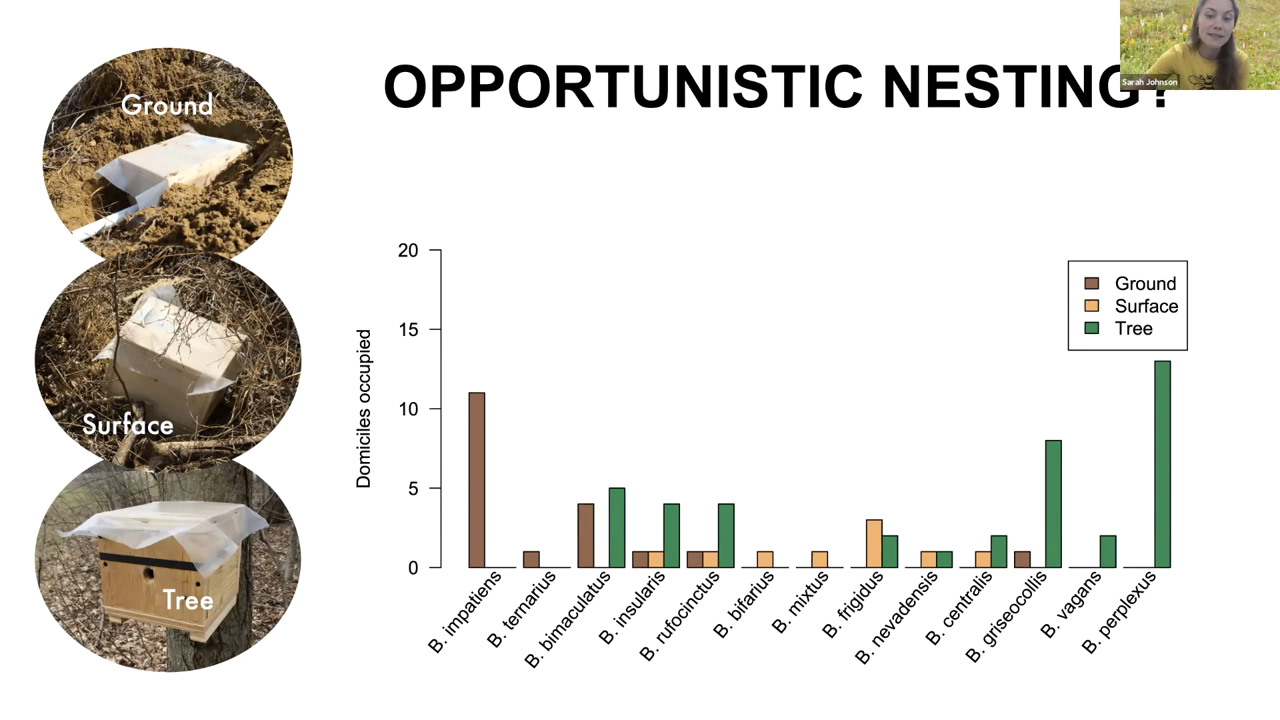 OPPORTUNISTIC NESTING?
Sarah Johnson
Ground
Surface
Tree
Domiciles occupied
20
15
10
5
0
Ground
Surface
Tree
B. impatiens
B. ternarius
B. bimaculatus
B. insularis
B. rufocinctus
B. bifarius
B. mixtus
B. frigidus
B. nevadensis
B. centralis
B. griseocollis
B. vagans
B. perplexus